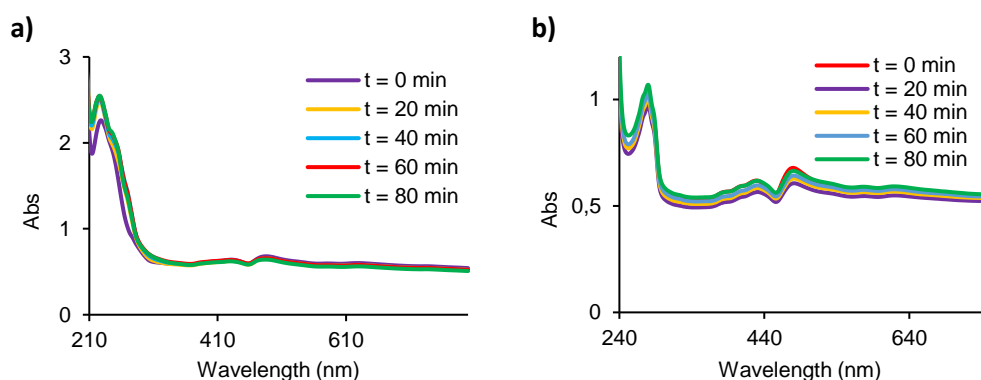 a)
3
2
1
0
Abs
210
410
610
Wavelength (nm)
t = 0 min
t = 20 min
t = 40 min
t = 60 min
t = 80 min
b)
1
0,5
0
Abs
240
440
640
Wavelength (nm)
t = 0 min
t = 20 min
t = 40 min
t = 60 min
t = 80 min